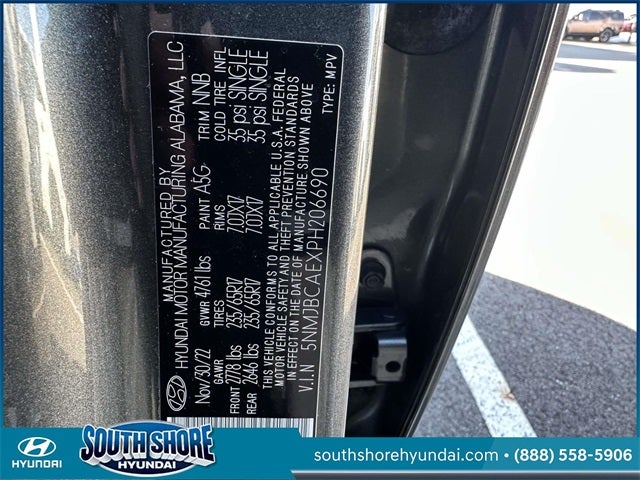 MANUFACTURED BY
HYUNDAI MOTOR MANUFACTURING ALABAMA, LLC
Nov/30/22 GVWR 4761 lbs PAINT A5G TRIM NNB
GAWR TIRES RIMS COLD TIRE INFL
FRONT 2778 lbs 235/65R17 7.0JX17 35 psi SINGLE
REAR 2646 lbs 235/65R17 7.0JX17 35 psi SINGLE
THIS VEHICLE CONFORMS TO ALL APPLICABLE U.S.A. FEDERAL
MOTOR VEHICLE SAFETY AND THEFT PREVENTION STANDARDS
IN EFFECT ON THE DATE OF MANUFACTURE SHOWN ABOVE
V.I.N 5NMJBCAEXPH206690 TYPE: MPV
HYUNDAI
SOUTH SHORE
HYUNDAI
southshorehyundai.com • (888) 558-5906